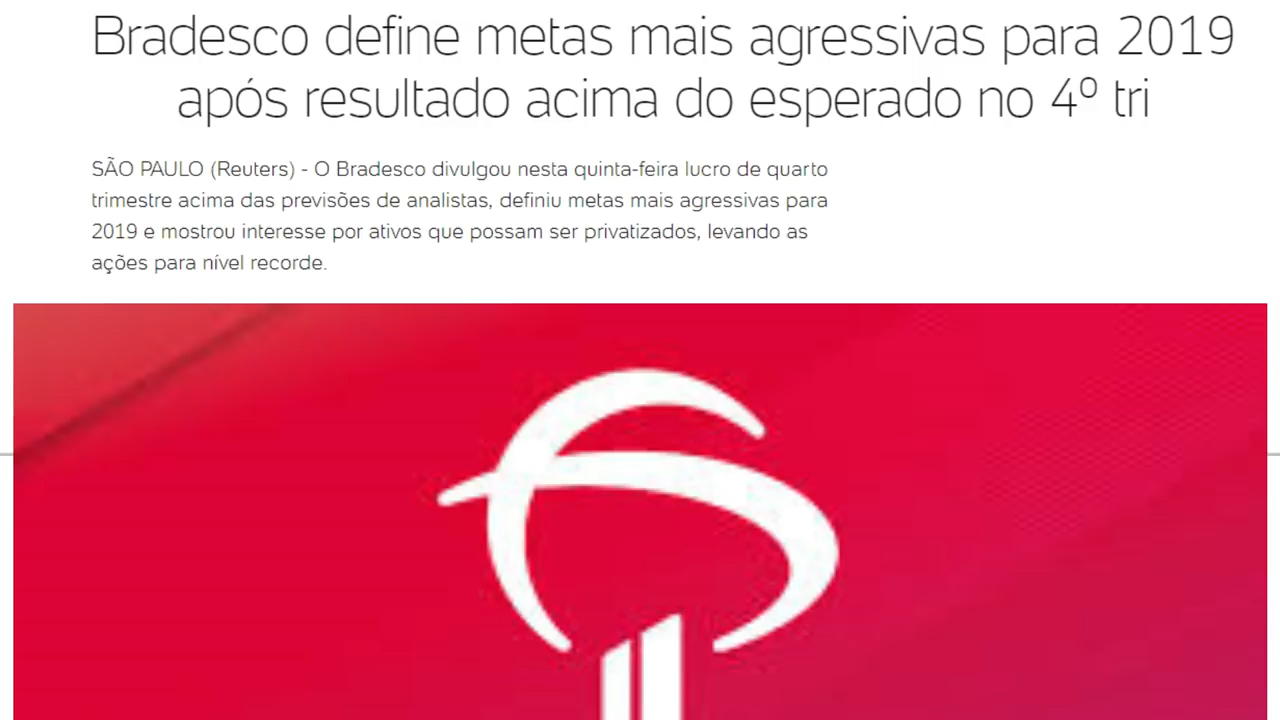 Bradesco define metas mais agressivas para 2019
após resultado acima do esperado no 4º tri
SÃO PAULO (Reuters) - O Bradesco divulgou nesta quinta-feira lucro de quarto
trimestre acima das previsões de analistas, definiu metas mais agressivas para
2019 e mostrou interesse por ativos que possam ser privatizados, levando as
ações para nível recorde.